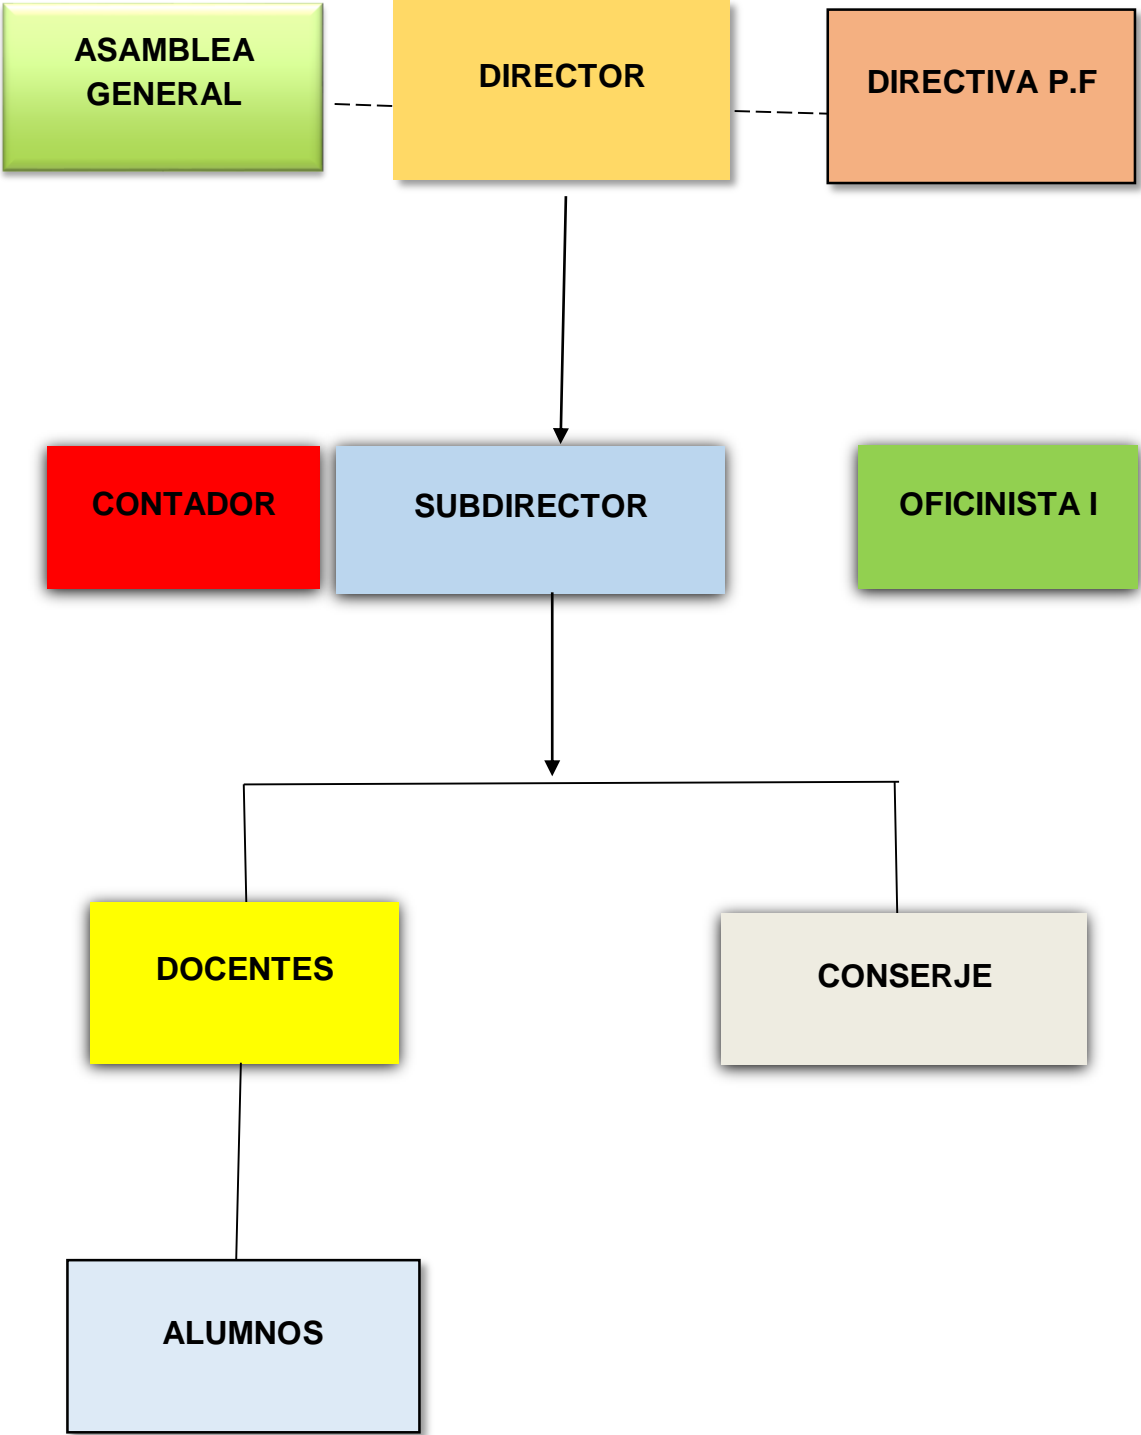 ASAMBLEA
GENERAL
DIRECTOR
DIRECTIVA P.F
CONTADOR
SUBDIRECTOR
OFICINISTA I
DOCENTES
CONSERJE
ALUMNOS